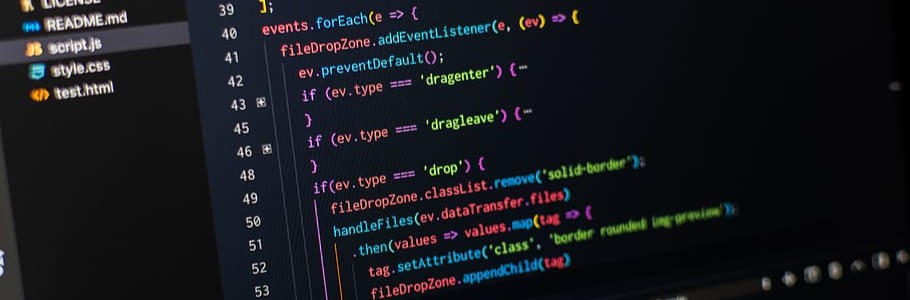 LICENSE
README.md
script.js
style.css
test.html
39 ];
40 events.forEach(e => {
41 fileDropZone.addEventListener(e, (ev) => {
42 ev.preventDefault();
43 if (ev.type === 'dragenter') {…
45 }
46 if (ev.type === 'dragleave') {…
48 }
49 if(ev.type === 'drop') {
50 fileDropZone.classList.remove('solid-border');
51 handleFiles(ev.dataTransfer.files)
52 .then(values => values.map(tag => {
53 tag.setAttribute('class', 'border rounded img-preview');
fileDropZone.appendChild(tag)